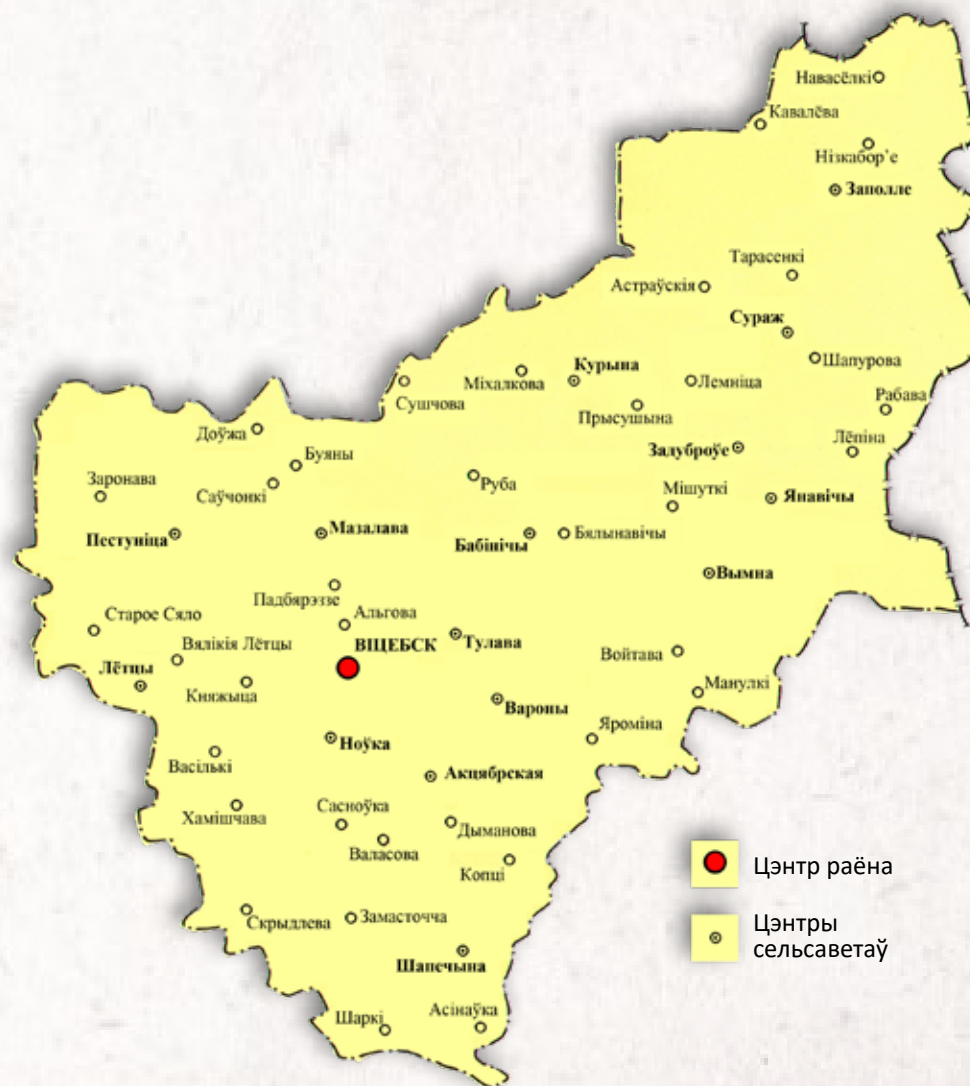 Навасёлкі
Кавалёва
Нізкабор’е
Заполле
Тарасенкі
Астраўскія
Сураж
Шапурова
Курына
Міхалкова
Лемніца
Сушчова
Рабава
Прысушына
Доўжа
Задуброўе
Лёпіна
Буяны
Заронава
Саўчонкі
Руба
Мішуткі
Янавічы
Пестуніца
Мазалава
Бабінічы
Бялынавічы
Вымна
Падбярэззе
Старое Сяло
Альгова
Вялікія Лётцы
ВІЦЕБСК
Тулава
Войтава
Лётцы
Княжыца
Манулкі
Вароны
Яроміна
Ноўка
Васількі
Акцябрская
Хамішчава
Сасноўка
Дыманова
Валасова
Копці
Цэнтр раёна
Скрыдлева
Замасточча
Цэнтры
сельсаветаў
Шапечына
Шаркі
Асінаўка